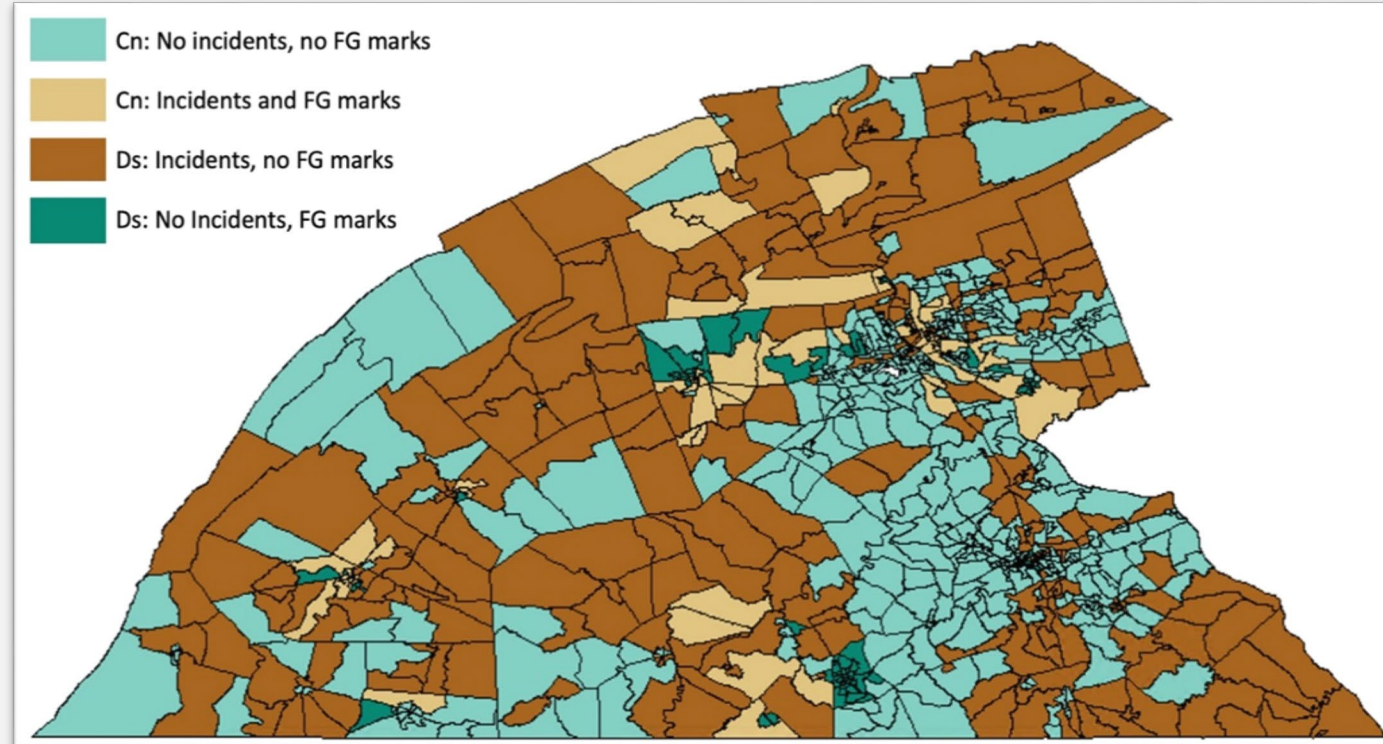 Cn: No incidents, no FG marks
Cn: Incidents and FG marks
Ds: Incidents, no FG marks
Ds: No Incidents, FG marks